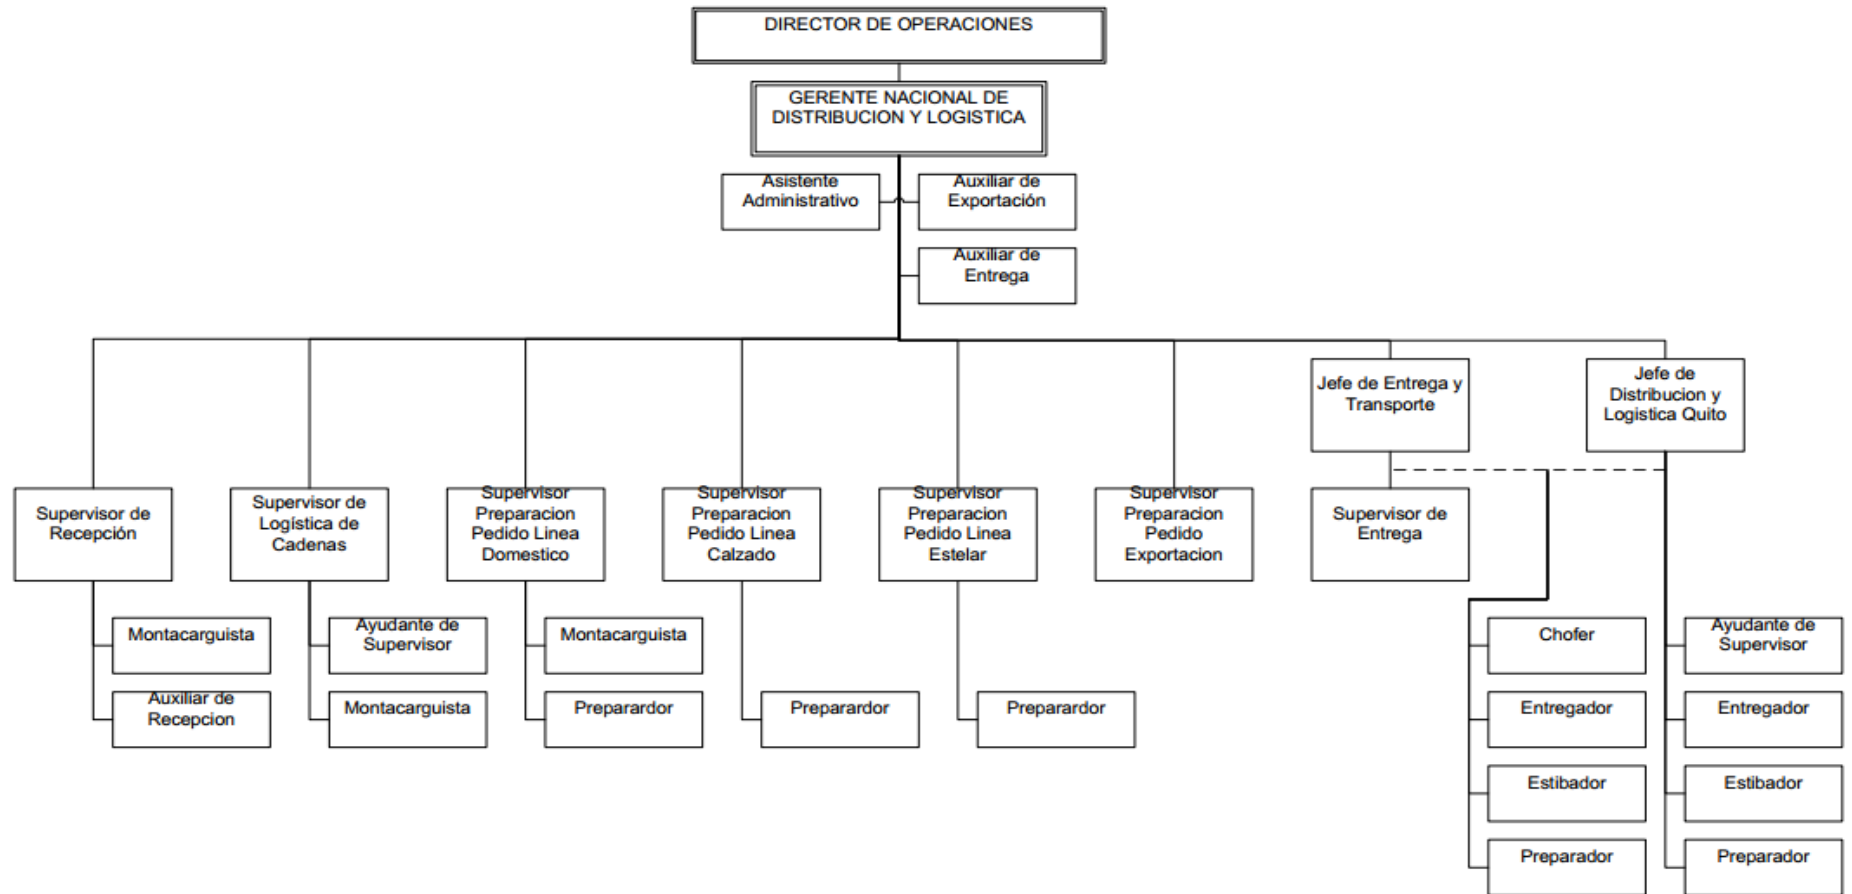 DIRECTOR DE OPERACIONES
GERENTE NACIONAL DE
DISTRIBUCION Y LOGISTICA
Asistente
Administrativo
Auxiliar de
Exportación
Auxiliar de
Entrega
Jefe de Entrega y
Transporte
Jefe de
Distribucion y
Logistica Quito
Supervisor de
Recepción
Supervisor de
Logística de
Cadenas
Supervisor
Preparacion
Pedido Linea
Domestico
Supervisor
Preparacion
Pedido Linea
Calzado
Supervisor
Preparacion
Pedido Linea
Estelar
Supervisor
Preparacion
Pedido
Exportacion
Supervisor de
Entrega
Montacarguista
Ayudante de
Supervisor
Montacarguista
Chofer
Ayudante de
Supervisor
Auxiliar de
Recepcion
Montacarguista
Preparardor
Preparardor
Preparardor
Entregador
Entregador
Estibador
Estibador
Preparador
Preparador